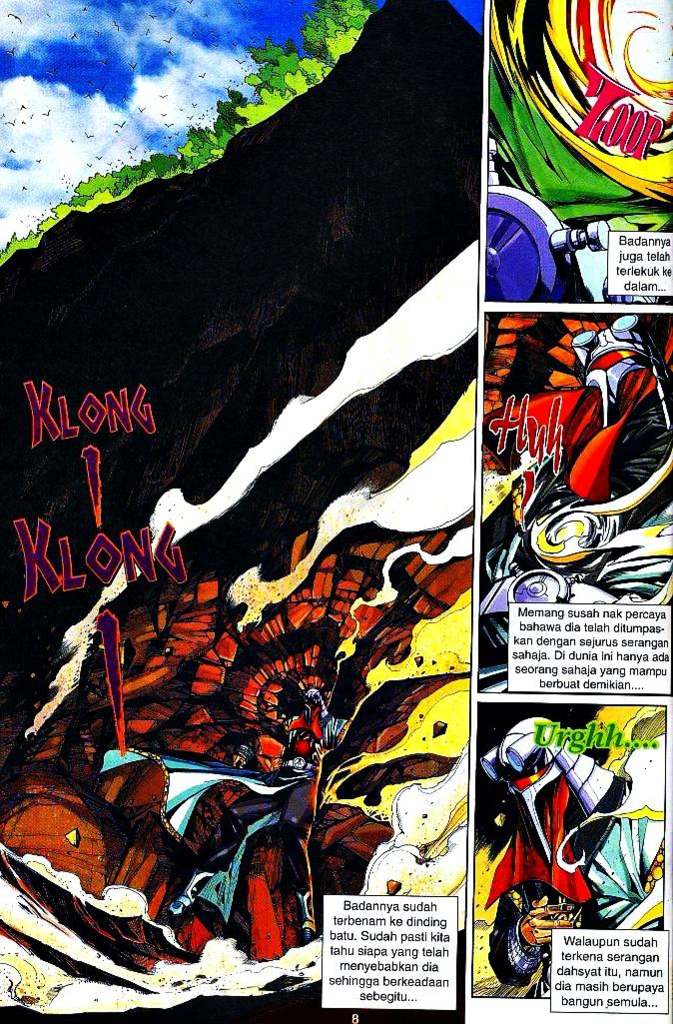 KLONG
!
KLONG
!
Badannya sudah
terbenam ke dinding
batu. Sudah pasti kita
tahu siapa yang telah
menyebabkan dia
sehingga berkeadaan
sebegitu...
ZOOP
Badannya
juga telah
terlekuk ke
dalam...
Huh
!
Memang susah nak percaya
bahawa dia telah ditumpas-
kan dengan sejurus serangan
sahaja. Di dunia ini hanya ada
seorang sahaja yang mampu
berbuat demikian....
Urghh....
Walaupun sudah
terkena serangan
dahsyat itu, namun
dia masih berupaya
bangun semula...
8